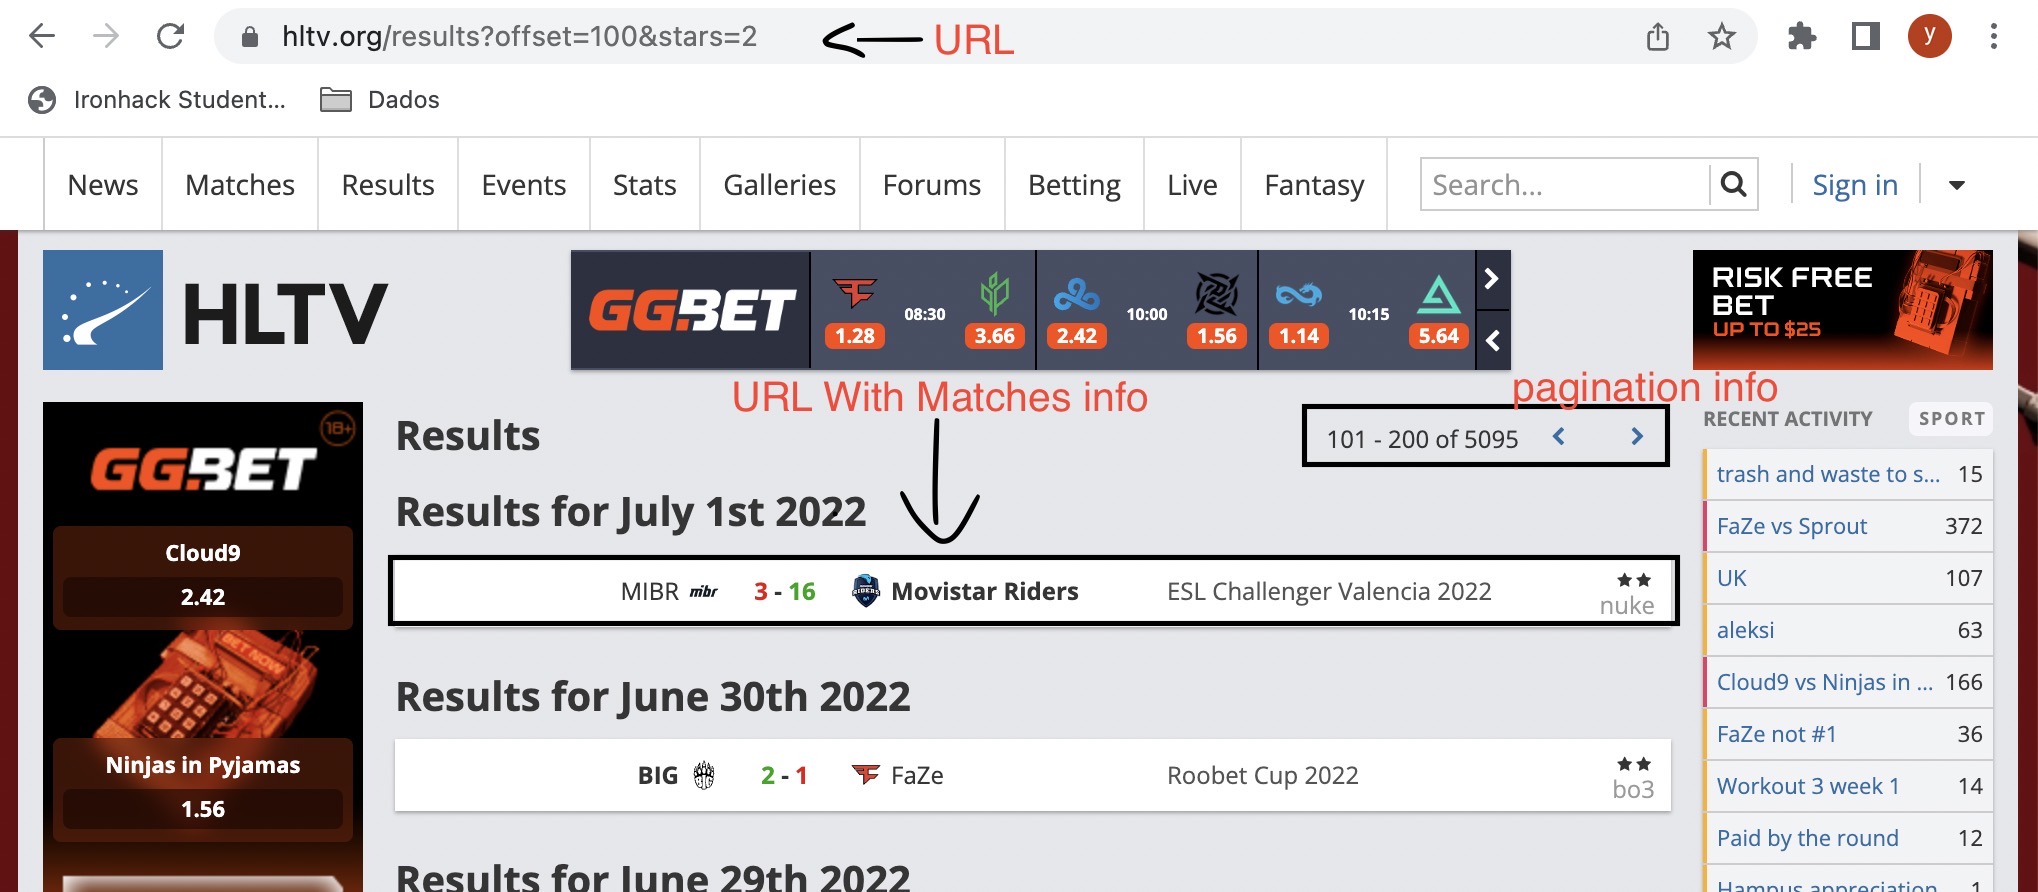 hltv.org/results?offset=100&stars=2
URL
y
Ironhack Student...
Dados
News
Matches
Results
Events
Stats
Galleries
Forums
Betting
Live
Fantasy
Search...
Sign in
HLTV
GG.BET
1.28
08:30
3.66
2.42
10:00
1.56
1.14
10:15
5.64
RISK FREE
BET
UP TO $25
URL With Matches info
pagination info
18+
GG.BET
Cloud9
2.42
BET NOW
Ninjas in Pyjamas
1.56
Results
101 - 200 of 5095
Results for July 1st 2022
MIBR mibr 3 - 16 RIDERS Movistar Riders ESL Challenger Valencia 2022
nuke
Results for June 30th 2022
BIG 2 - 1 FaZe Roobet Cup 2022
bo3
Results for June 29th 2022
RECENT ACTIVITY SPORT
trash and waste to s... 15
FaZe vs Sprout 372
UK 107
aleksi 63
Cloud9 vs Ninjas in ... 166
FaZe not #1 36
Workout 3 week 1 14
Paid by the round 12
Hampus appreciation 1